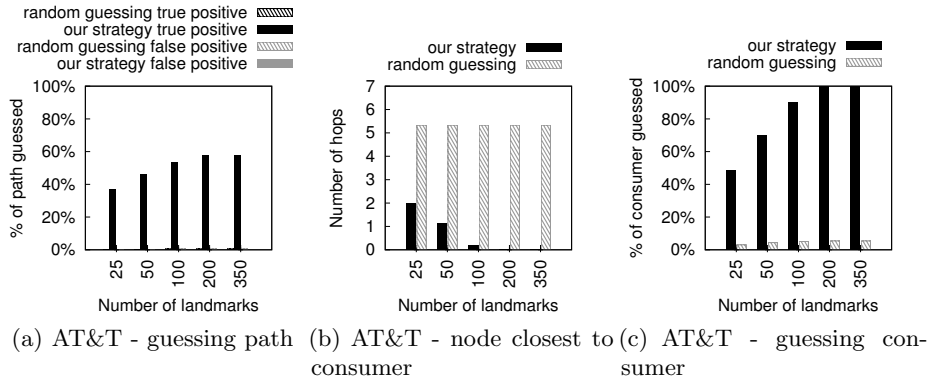 random guessing true positive
our strategy true positive
random guessing false positive
our strategy false positive
100%
80%
60%
40%
20%
0%
% of path guessed
25
50
100
200
350
Number of landmarks
(a) AT&T - guessing path
our strategy
random guessing
7
6
5
4
3
2
1
0
Number of hops
25
50
100
200
350
Number of landmarks
(b) AT&T - node closest to
consumer
our strategy
random guessing
100%
80%
60%
40%
20%
0%
% of consumer guessed
25
50
100
200
350
Number of landmarks
(c) AT&T - guessing con-
sumer